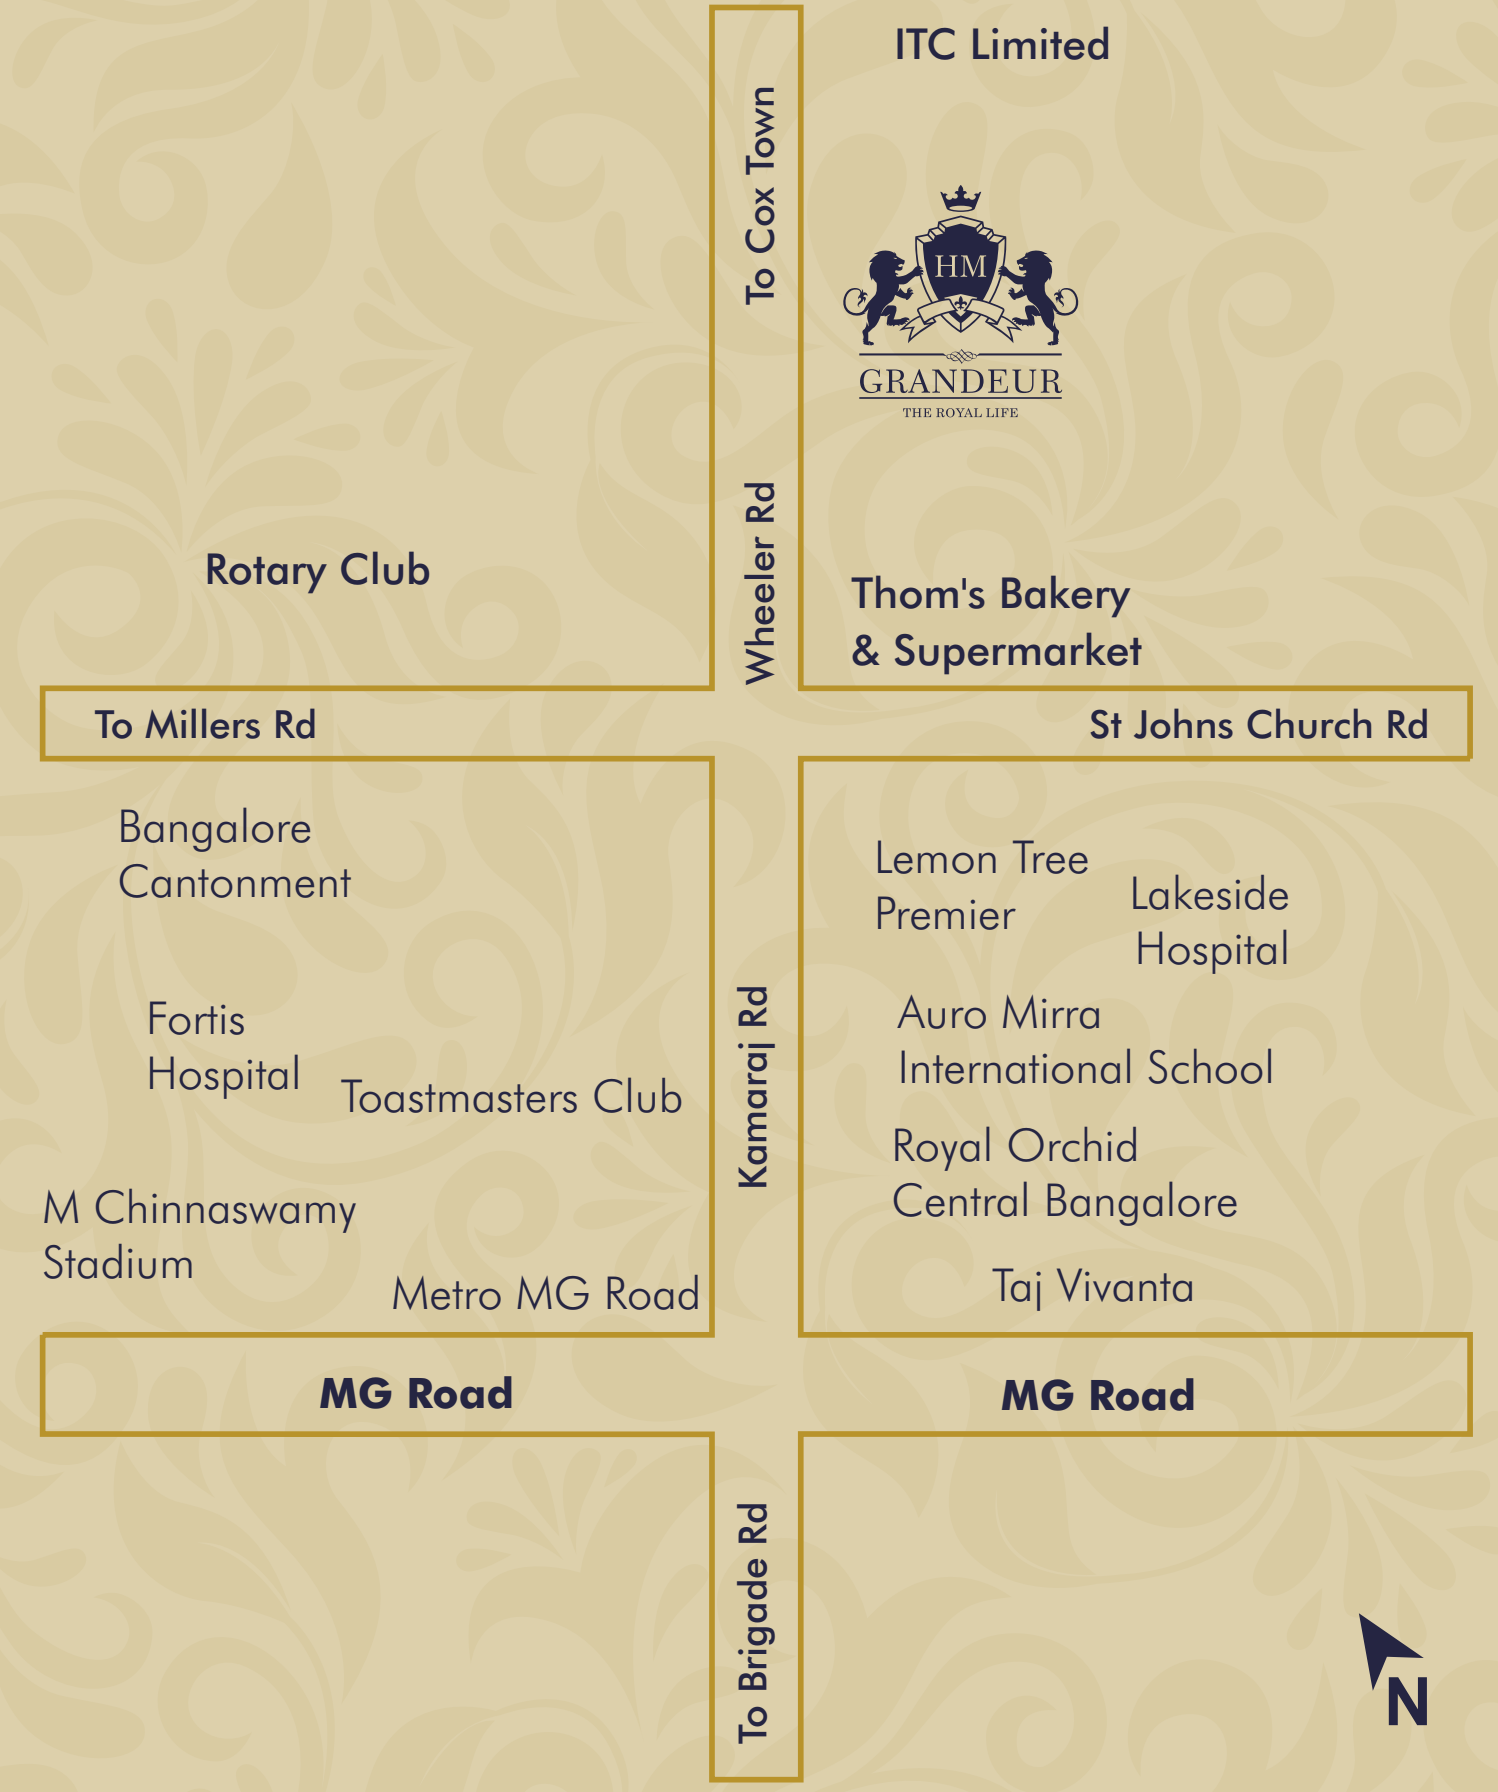 ITC Limited
To Cox Town
HM
GRANDEUR
THE ROYAL LIFE
Wheeler Rd
Rotary Club
Thom's Bakery
& Supermarket
To Millers Rd
St Johns Church Rd
Bangalore
Cantonment
Lemon Tree
Premier
Lakeside
Hospital
Fortis
Hospital
Toastmasters Club
Kamaraj Rd
Auro Mirra
International School
Royal Orchid
Central Bangalore
M Chinnaswamy
Stadium
Metro MG Road
Taj Vivanta
MG Road
MG Road
To Brigade Rd
N